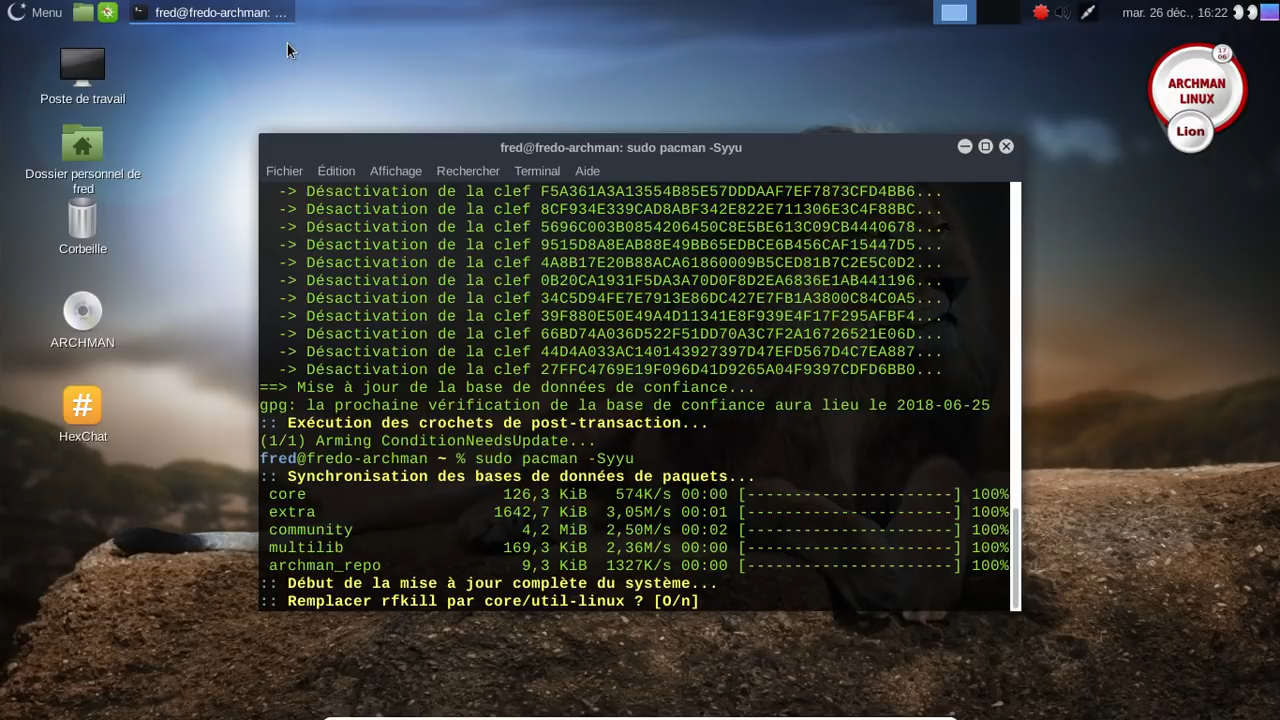 Menu
fred@fredo-archman: ...
mar. 26 déc., 16:22
Poste de travail
Dossier personnel de
fred
Corbeille
ARCHMAN
HexChat
17
06
ARCHMAN
LINUX
Lion
fred@fredo-archman: sudo pacman -Syyu
Fichier Édition Affichage Rechercher Terminal Aide
-> Désactivation de la clef F5A361A3A13554B85E57DDDAAF7EF7873CFD4BB6...
-> Désactivation de la clef 8CF934E339CAD8ABF342E822E711306E3C4F88BC...
-> Désactivation de la clef 5696C003B0854206450C8E5BE613C09CB4440678...
-> Désactivation de la clef 9515D8A8EAB88E49BB65EDBCE6B456CAF15447D5...
-> Désactivation de la clef 4A8B17E20B88ACA61860009B5CED81B7C2E5C0D2...
-> Désactivation de la clef 0B20CA1931F5DA3A70D0F8D2EA6836E1AB441196...
-> Désactivation de la clef 34C5D94FE7E7913E86DC427E7FB1A3800C84C0A5...
-> Désactivation de la clef 39F880E50E49A4D11341E8F939E4F17F295AFBF4...
-> Désactivation de la clef 66BD74A036D522F51DD70A3C7F2A16726521E06D...
-> Désactivation de la clef 44D4A033AC140143927397D47EFD567D4C7EA887...
-> Désactivation de la clef 27FFC4769E19F096D41D9265A04F9397CDFD6BB0...
==> Mise à jour de la base de données de confiance...
gpg: la prochaine vérification de la base de confiance aura lieu le 2018-06-25
:: Exécution des crochets de post-transaction...
(1/1) Arming ConditionNeedsUpdate...
fred@fredo-archman ~ % sudo pacman -Syyu
:: Synchronisation des bases de données de paquets...
core 126,3 KiB 574K/s 00:00 [----------------------] 100%
extra 1642,7 KiB 3,05M/s 00:01 [----------------------] 100%
community 4,2 MiB 2,50M/s 00:02 [----------------------] 100%
multilib 169,3 KiB 2,36M/s 00:00 [----------------------] 100%
archman_repo 9,3 KiB 1327K/s 00:00 [----------------------] 100%
:: Début de la mise à jour complète du système...
:: Remplacer rfkill par core/util-linux ? [O/n]